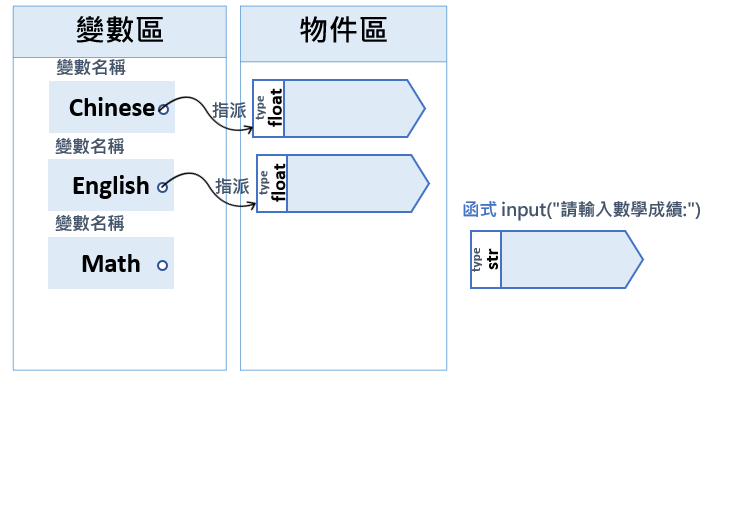 變數區
物件區
變數名稱
Chinese
指派
type
float
變數名稱
English
指派
type
float
變數名稱
Math
函式 input("請輸入數學成績:")
type
str